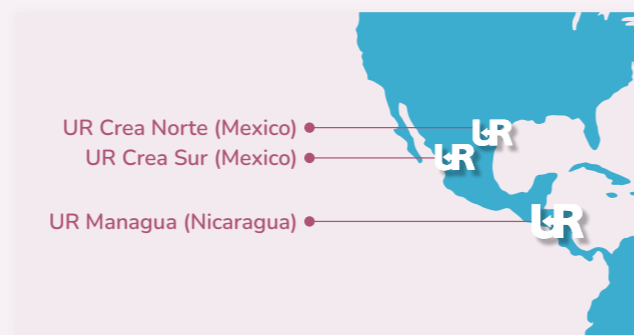 UR Crea Norte (Mexico)
UR
UR Crea Sur (Mexico)
UR
UR Managua (Nicaragua)
UR